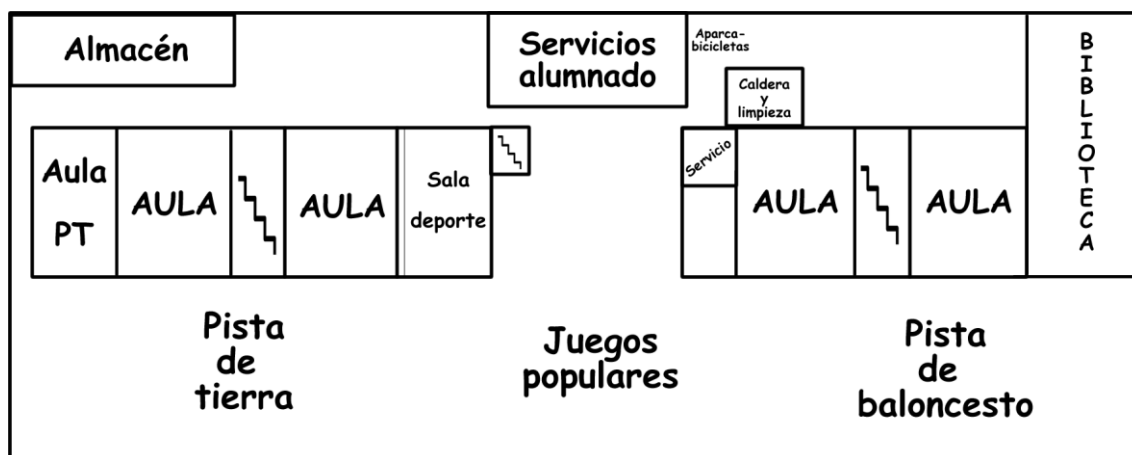 Almacén
Servicios
alumnado
Aparca-
bicicletas
Caldera
y
limpieza
BIBLIOTECA
Aula
PT
AULA
AULA
Sala
deporte
Servicio
AULA
AULA
Pista
de
tierra
Juegos
populares
Pista
de
baloncesto